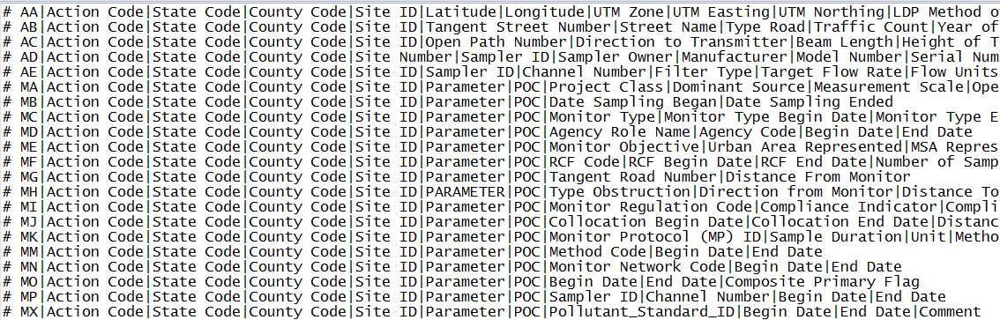 # AA|Action Code|State Code|County Code|Site ID|Latitude|Longitude|UTM Zone|UTM Easting|UTM Northing|LDP Method o
# AB|Action Code|State Code|County Code|Site ID|Tangent Street Number|Street Name|Type Road|Traffic Count|Year of
# AC|Action Code|State Code|County Code|Site ID|Open Path Number|Direction to Transmitter|Beam Length|Height of T
# AD|Action Code|State Code|County Code|Site Number|Sampler ID|Sampler Owner|Manufacturer|Model Number|Serial Num
# AE|Action Code|State Code|County Code|Site ID|Sampler ID|Channel Number|Filter Type|Target Flow Rate|Flow Units
# MA|Action Code|State Code|County Code|Site ID|Parameter|POC|Project Class|Dominant Source|Measurement Scale|Ope
# MB|Action Code|State Code|County Code|Site ID|Parameter|POC|Date Sampling Began|Date Sampling Ended
# MC|Action Code|State Code|County Code|Site ID|Parameter|POC|Monitor Type|Monitor Type Begin Date|Monitor Type E
# MD|Action Code|State Code|County Code|Site ID|Parameter|POC|Agency Role Name|Agency Code|Begin Date|End Date
# ME|Action Code|State Code|County Code|Site ID|Parameter|POC|Monitor Objective|Urban Area Represented|MSA Repres
# MF|Action Code|State Code|County Code|Site ID|Parameter|POC|RCF Code|RCF Begin Date|RCF End Date|Number of Samp
# MG|Action Code|State Code|County Code|Site ID|Parameter|POC|Tangent Road Number|Distance From Monitor
# MH|Action Code|State Code|County Code|Site ID|PARAMETER|POC|Type Obstruction|Direction from Monitor|Distance To
# MI|Action Code|State Code|County Code|Site ID|Parameter|POC|Monitor Regulation Code|Compliance Indicator|Compli
# MJ|Action Code|State Code|County Code|Site ID|Parameter|POC|Collocation Begin Date|Collocation End Date|Distanc
# MK|Action Code|State Code|County Code|Site ID|Parameter|POC|Monitor Protocol (MP) ID|Sample Duration|Unit|Metho
# MM|Action Code|State Code|County Code|Site ID|Parameter|POC|Method Code|Begin Date|End Date
# MN|Action Code|State Code|County Code|Site ID|Parameter|POC|Monitor Network Code|Begin Date|End Date
# MO|Action Code|State Code|County Code|Site ID|Parameter|POC|Begin Date|End Date|Composite Primary Flag
# MP|Action Code|State Code|County Code|Site ID|Parameter|POC|Sampler ID|Channel Number|Begin Date|End Date
# MX|Action Code|State Code|County Code|Site ID|Parameter|POC|Pollutant_Standard_ID|Begin Date|End Date|Comment